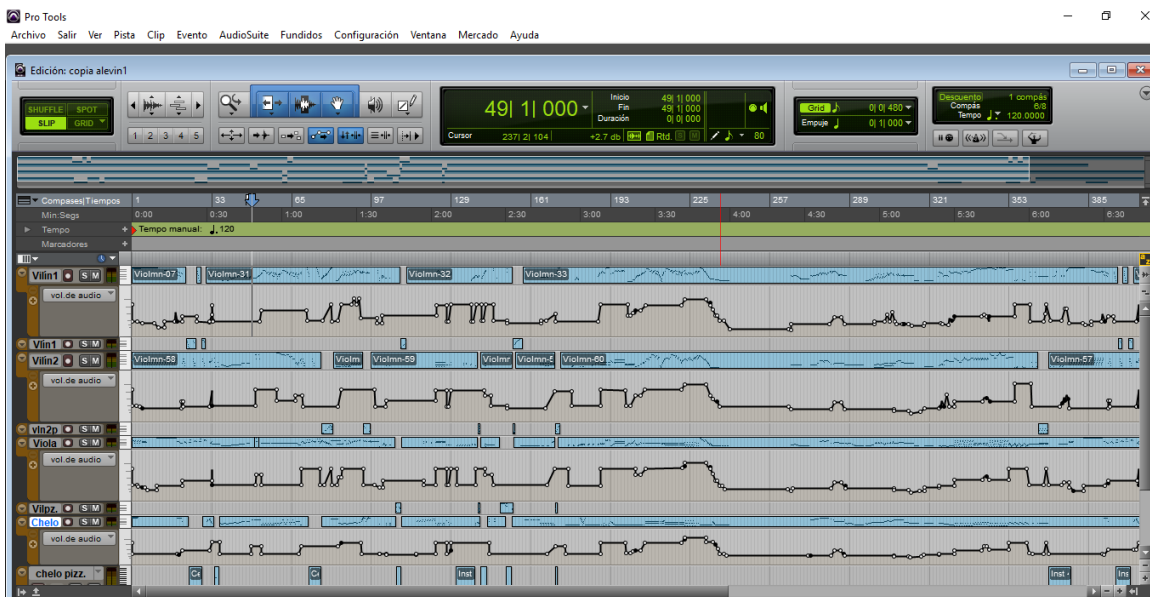 Pro Tools
Archivo Salir Ver Pista Clip Evento AudioSuite Fundidos Configuración Ventana Mercado Ayuda
Edición: copia alevin1
SHUFFLE SPOT
SLIP GRID
1 2 3 4 5
49| 1| 000
Inicio 49| 1| 000
Fin 49| 1| 000
Duración 0| 0| 000
Cursor 237| 2| 104 +2.7 db Rtd. S M 80
Grid 0| 0| 480
Empuje 0| 1| 000
Descuento 1 compás
Compás 6/8
Tempo 120.0000
Compases|Tiempos 1 33 65 97 129 161 193 225 257 289 321 353 385
Min:Segs 0:00 0:30 1:00 1:30 2:00 2:30 3:00 3:30 4:00 4:30 5:00 5:30 6:00 6:30
Tempo + Tempo manual: 120
Marcadores +
Vilin1 S M Violmn-07 Violmn-31 Violmn-32 Violmn-33
vol.de audio
Vlin1 S M
Vilin2 S M Violmn-58 Violmn Violmn-59 Violmr Violmn-5 Violmn-60 Violmn-57
vol.de audio
vln2p S M
Viola S M
vol.de audio
Vilpz. S M
Chelo S M
vol.de audio
chelo pizz. Ce Ce Inst Inst Ins